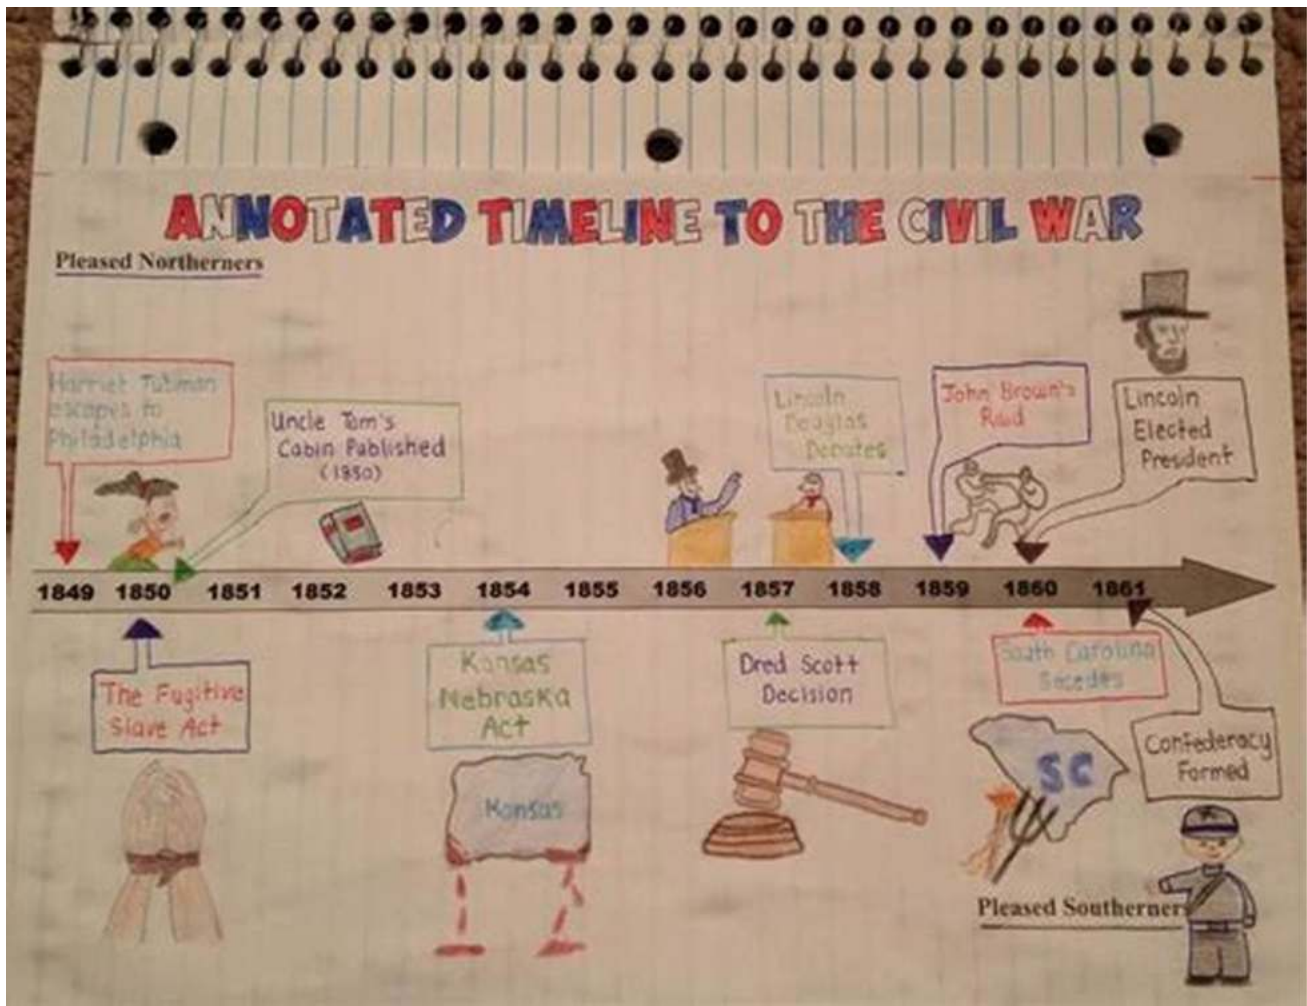 ANNOTATED TIMELINE TO THE CIVIL WAR
Pleased Northerners
Harriet Tubman
escapes to
Philadelphia
Uncle Tom's
Cabin Published
(1850)
Lincoln
Douglas
Debates
John Brown's
Raid
Lincoln
Elected
President
1849 1850 1851 1852 1853 1854 1855 1856 1857 1858 1859 1860 1861
The Fugitive
Slave Act
Kansas
Nebraska
Act
Kansas
Dred Scott
Decision
South Carolina
Secedes
SC
Confederacy
Formed
Pleased Southerners